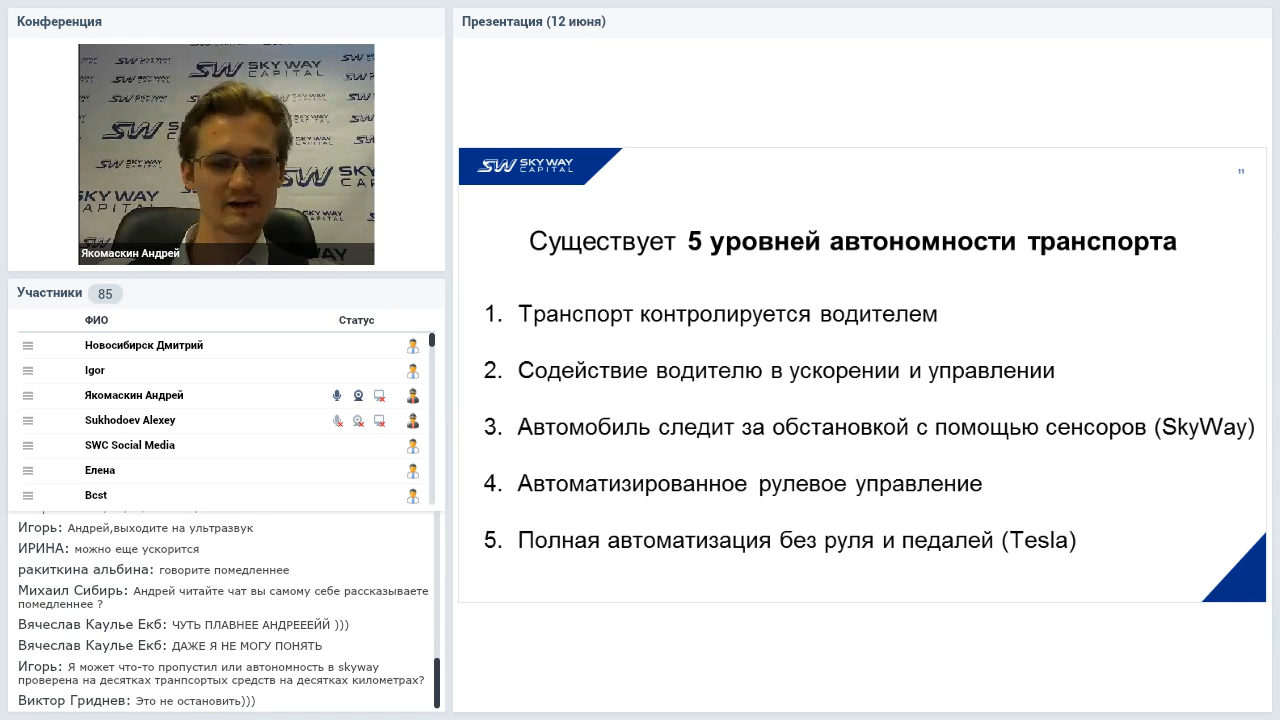 Конференция
SW SKY WAY CAPITAL
Якомаскин Андрей
Участники 85
ФИО Статус
Новосибирск Дмитрий
Igor
Якомаскин Андрей
Sukhodoev Alexey
SWC Social Media
Елена
Bcst
Игорь: Андрей,выходите на ультразвук
ИРИНА: можно еще ускорится
ракиткина альбина: говорите помедленнее
Михаил Сибирь: Андрей читайте чат вы самому себе рассказываете
помедленнее ?
Вячеслав Каулье Екб: ЧУТЬ ПЛАВНЕЕ АНДРЕЕЕЙЙ )))
Вячеслав Каулье Екб: ДАЖЕ Я НЕ МОГУ ПОНЯТЬ
Игорь: Я может что-то пропустил или автономность в skyway
проверена на десятках транпсортых средств на десятках километрах?
Виктор Гриднев: Это не остановить)))
Презентация (12 июня)
SW SKY WAY CAPITAL
11
Существует 5 уровней автономности транспорта
1. Транспорт контролируется водителем
2. Содействие водителю в ускорении и управлении
3. Автомобиль следит за обстановкой с помощью сенсоров (SkyWay)
4. Автоматизированное рулевое управление
5. Полная автоматизация без руля и педалей (Tesla)